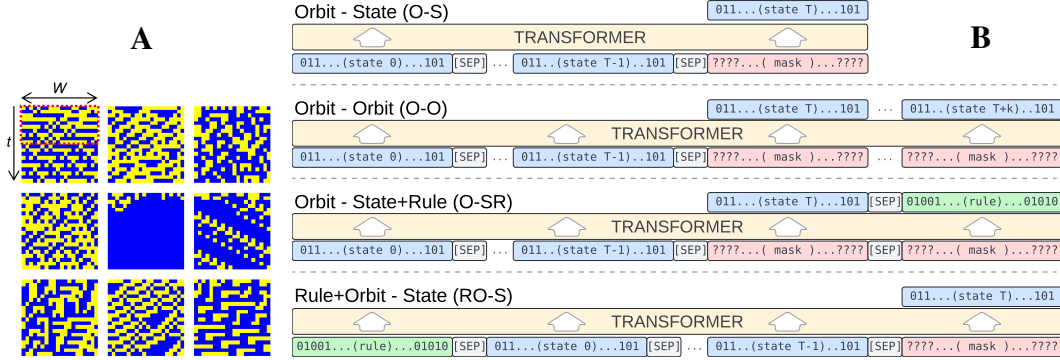 A
W
t
B
Orbit - State (O-S)
011...(state T)...101
TRANSFORMER
011...(state 0)...101 [SEP] ... 011...(state T-1)..101 [SEP] ????...( mask )...????
Orbit - Orbit (O-O)
011...(state T)...101 ... 011..(state T+k)..101
TRANSFORMER
011...(state 0)...101 [SEP] ... 011...(state T-1)..101 [SEP] ????...( mask )...???? ... ????...( mask )...????
Orbit - State+Rule (O-SR)
011...(state T)...101 [SEP] 01001...(rule)...01010
TRANSFORMER
011...(state 0)...101 [SEP] ... 011...(state T-1)..101 [SEP] ????...( mask )...???? [SEP] ????...( mask )...????
Rule+Orbit - State (RO-S)
011...(state T)...101
TRANSFORMER
01001...(rule)...01010 [SEP] 011...(state 0)...101 [SEP] ... 011...(state T-1)..101 [SEP] ????...( mask )...????